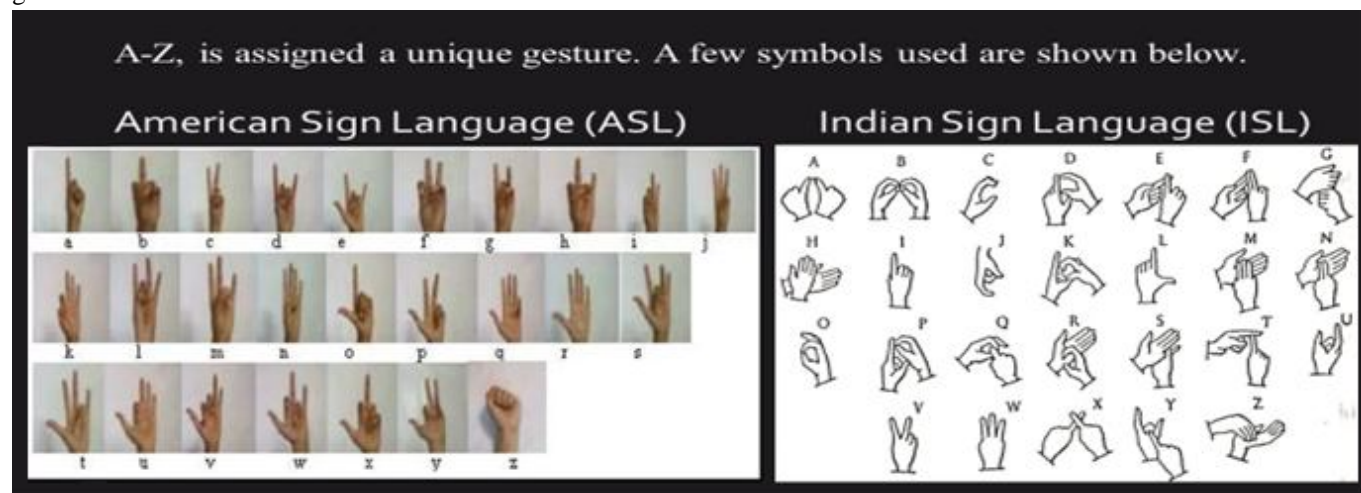 A-Z, is assigned a unique gesture. A few symbols used are shown below.
American Sign Language (ASL)
a b c d e f g h i j
k l m n o p q r s
t u v w x y z
Indian Sign Language (ISL)
A B C D E F G
H I J K L M N
O P Q R S T U
V W X Y Z